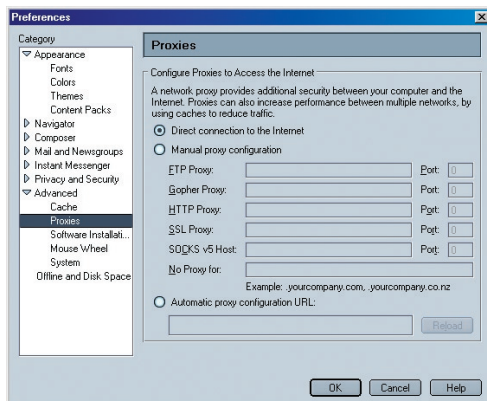 Preferences
Category
Appearance
Fonts
Colors
Themes
Content Packs
Navigator
Composer
Mail and Newsgroups
Instant Messenger
Privacy and Security
Advanced
Cache
Proxies
Software Installati...
Mouse Wheel
System
Offline and Disk Space
Proxies
Configure Proxies to Access the Internet
A network proxy provides additional security between your computer and the
Internet. Proxies can also increase performance between multiple networks, by
using caches to reduce traffic.
Direct connection to the Internet
Manual proxy configuration
FTP Proxy: Port: 0
Gopher Proxy: Port: 0
HTTP Proxy: Port: 0
SSL Proxy: Port: 0
SOCKS v5 Host: Port: 0
No Proxy for:
Example: .yourcompany.com, .yourcompany.co.nz
Automatic proxy configuration URL:
Reload
OK Cancel Help